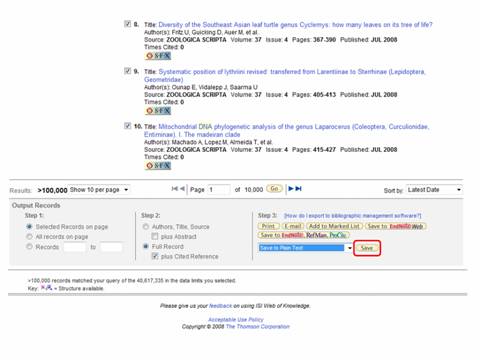 8. Title: Diversity of the Southeast Asian leaf turtle genus Cyclemys: how many leaves on its tree of life?
Author(s): Fritz U, Guicking D, Auer M, et al.
Source: ZOOLOGICA SCRIPTA Volume: 37 Issue: 4 Pages: 367-390 Published: JUL 2008
Times Cited: 0
S·F·X
9. Title: Systematic position of lythriini revised: transferred from Larentiinae to Sterrhinae (Lepidoptera,
Geometridae)
Author(s): Ounap E, Viidalepp J, Saarma U
Source: ZOOLOGICA SCRIPTA Volume: 37 Issue: 4 Pages: 405-413 Published: JUL 2008
Times Cited: 0
S·F·X
10. Title: Mitochondrial DNA phylogenetic analysis of the genus Laparocerus (Coleoptera, Curculionidae,
Entiminae). I. The madeiran clade
Author(s): Machado A, Lopez M, Almeida T, et al.
Source: ZOOLOGICA SCRIPTA Volume: 37 Issue: 4 Pages: 415-427 Published: JUL 2008
Times Cited: 0
S·F·X
Results: >100,000 Show 10 per page Page 1 of 10,000 Go Sort by: Latest Date
Output Records
Step 1: Step 2: Step 3: [How do I export to bibliographic management software?]
Selected Records on page Authors, Title, Source Print E-mail Add to Marked List Save to EndNote Web
All records on page plus Abstract Save to EndNote, RefMan, ProCite
Records to Full Record Save to Plain Text Save
plus Cited Reference
>100,000 records matched your query of the 40,617,335 in the data limits you selected.
Key: = Structure available.
Please give us your feedback on using ISI Web of Knowledge.
Acceptable Use Policy
Copyright © 2008 The Thomson Corporation